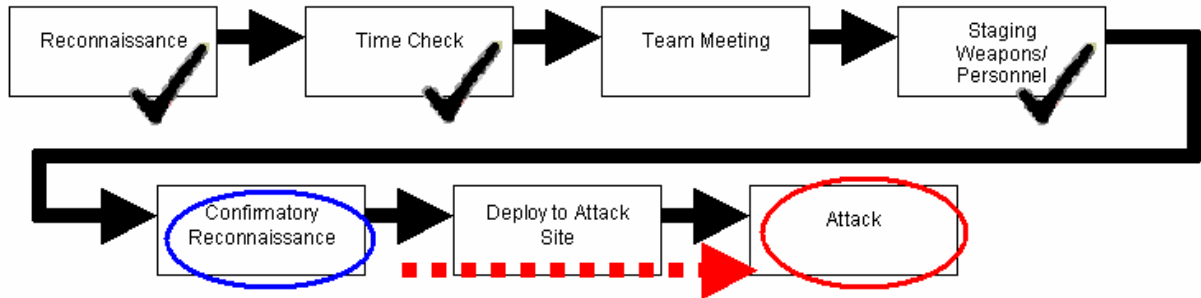 Reconnaissance
Time Check
Team Meeting
Staging
Weapons/
Personnel
Confirmatory
Reconnaissance
Deploy to Attack
Site
Attack